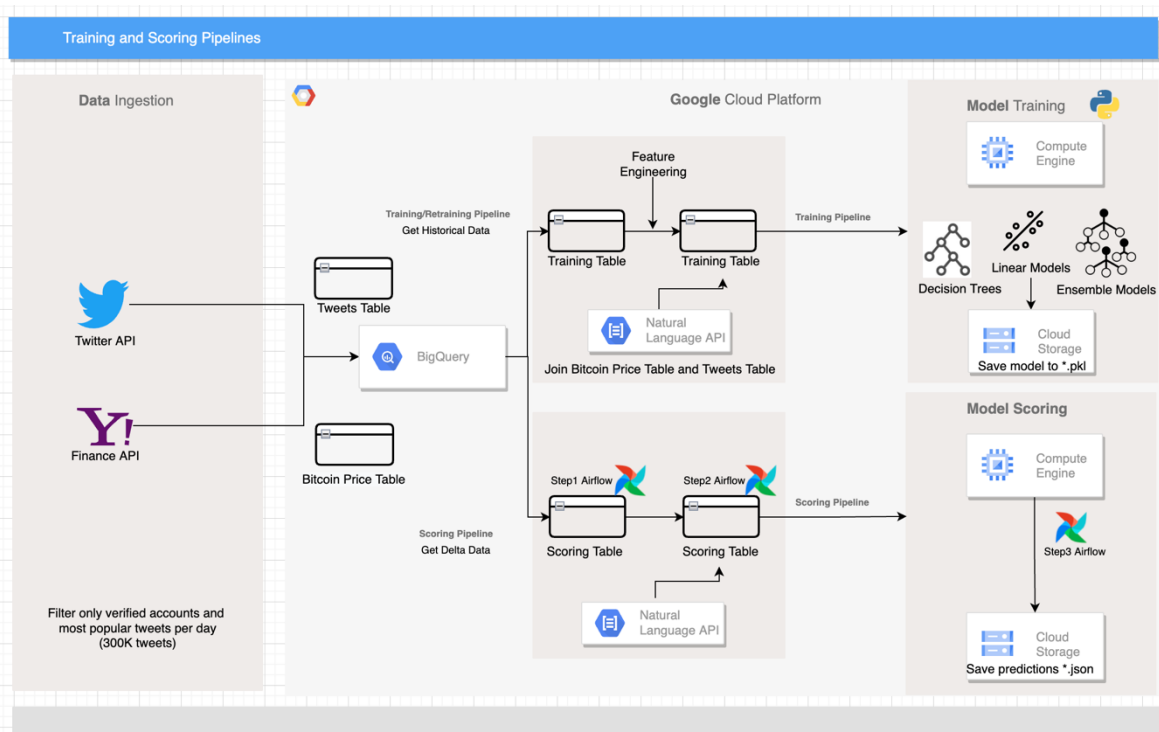 Training and Scoring Pipelines
Data Ingestion
Twitter API
Y!
Finance API
Filter only verified accounts and
most popular tweets per day
(300K tweets)
Google Cloud Platform
Training/Retraining Pipeline
Get Historical Data
Tweets Table
BigQuery
Bitcoin Price Table
Scoring Pipeline
Get Delta Data
Feature
Engineering
Training Table
Training Table
Natural
Language API
Join Bitcoin Price Table and Tweets Table
Training Pipeline
Step1 Airflow
Step2 Airflow
Scoring Table
Scoring Table
Natural
Language API
Scoring Pipeline
Model Training
Compute
Engine
Decision Trees
Linear Models
Ensemble Models
Cloud
Storage
Save model to *.pkl
Model Scoring
Compute
Engine
Step3 Airflow
Cloud
Storage
Save predictions *.json